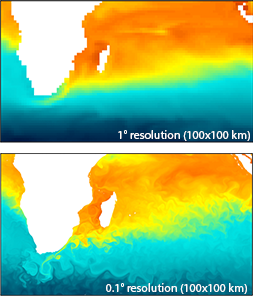 1° resolution (100x100 km)
0.1° resolution (100x100 km)